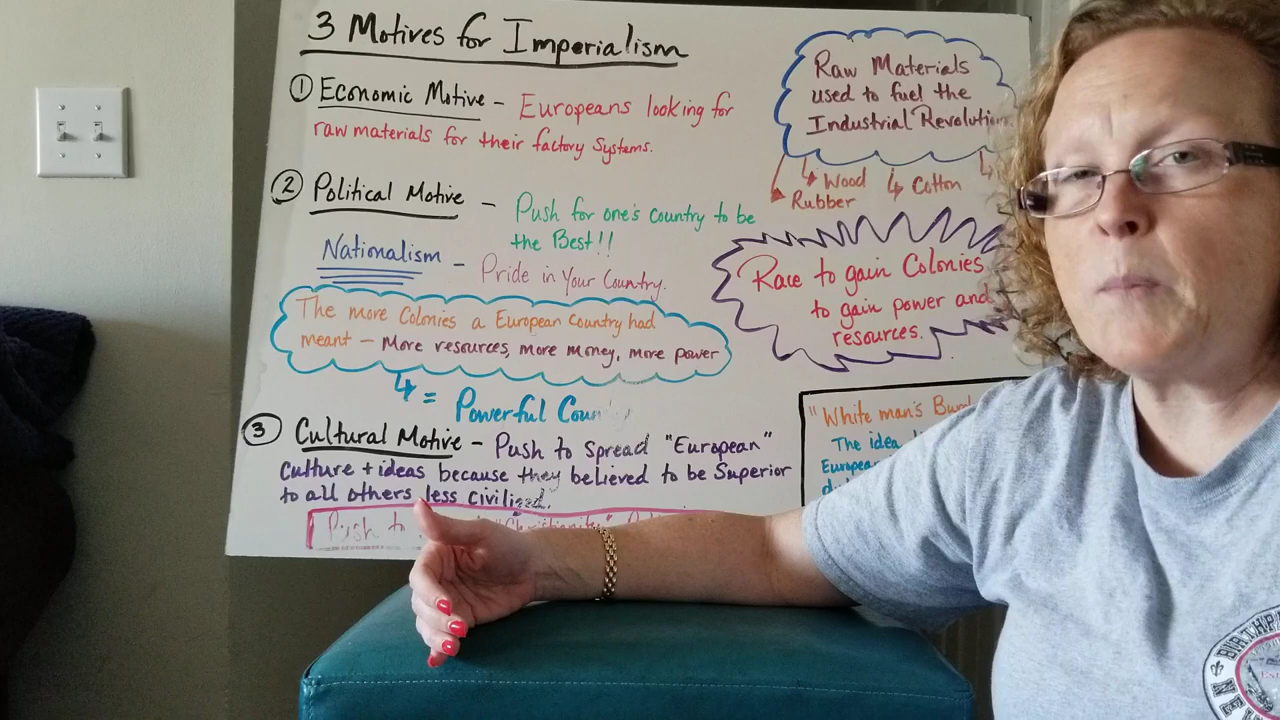 3 Motives for Imperialism
① Economic Motive - Europeans looking for
raw materials for their factory Systems.
② Political Motive - Push for one's country to be
the Best!!
Nationalism - Pride in Your Country.
The more Colonies a European Country had
meant - More resources, more money, more power
↳ = Powerful
③ Cultural Motive - Push to Spread "European"
Culture + ideas because they believed to be Superior
to all others less civilized.
Push to "Christianity"
Raw Materials
used to fuel the
Industrial Revolution.
↳ Wood
↳ Cotton
Rubber
Race to gain Colonies
to gain power and
resources.
"White man's
The idea